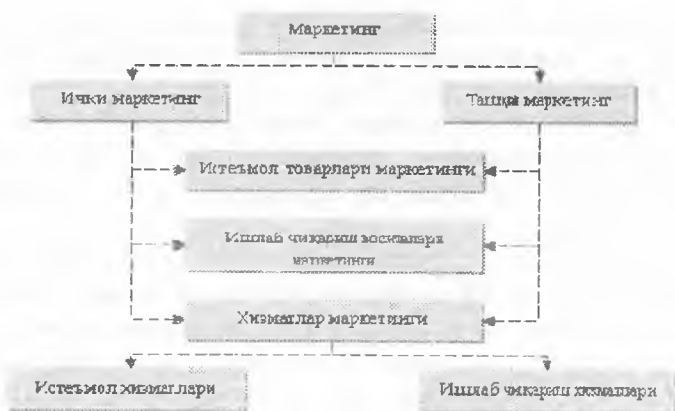 Маркетинг
Ички маркетинг
Ташқи маркетинг
Истеъмол товарлари маркетинги
Ишлаб чиқариш воситалари
маркетинги
Хизматлар маркетинги
Истеъмол хизматлари
Ишлаб чиқариш хизматлари